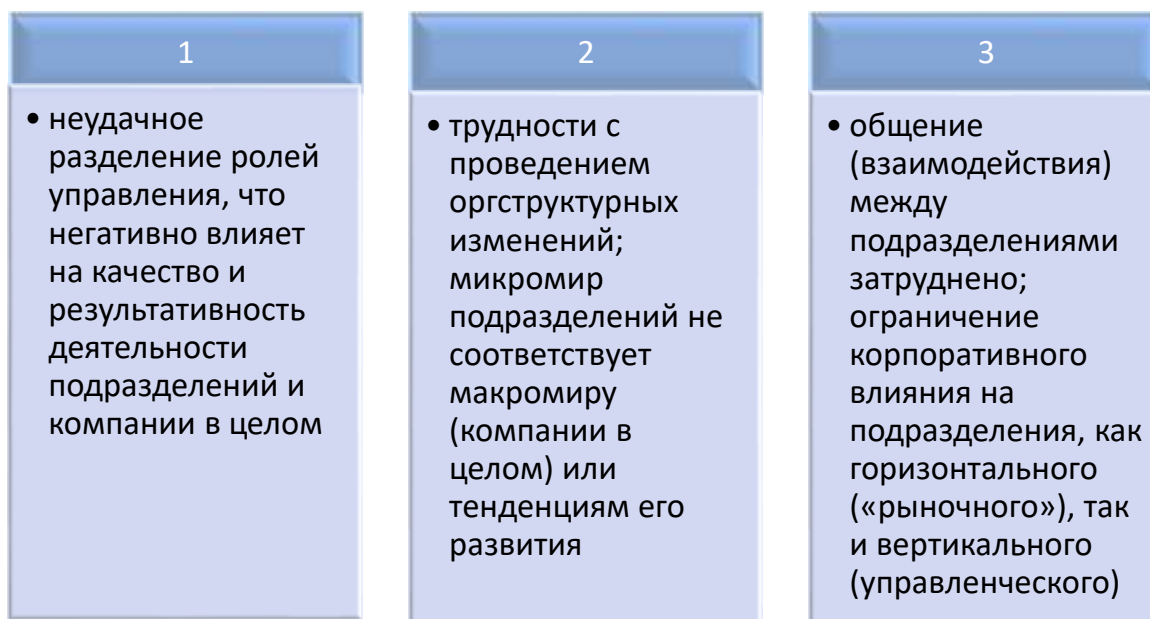 1
• неудачное
разделение ролей
управления, что
негативно влияет
на качество и
результативность
деятельности
подразделений и
компании в целом
2
• трудности с
проведением
оргструктурных
изменений;
микромир
подразделений не
соответствует
макромиру
(компании в
целом) или
тенденциям его
развития
3
• общение
(взаимодействия)
между
подразделениями
затруднено;
ограничение
корпоративного
влияния на
подразделения, как
горизонтального
(«рыночного»), так
и вертикального
(управленческого)